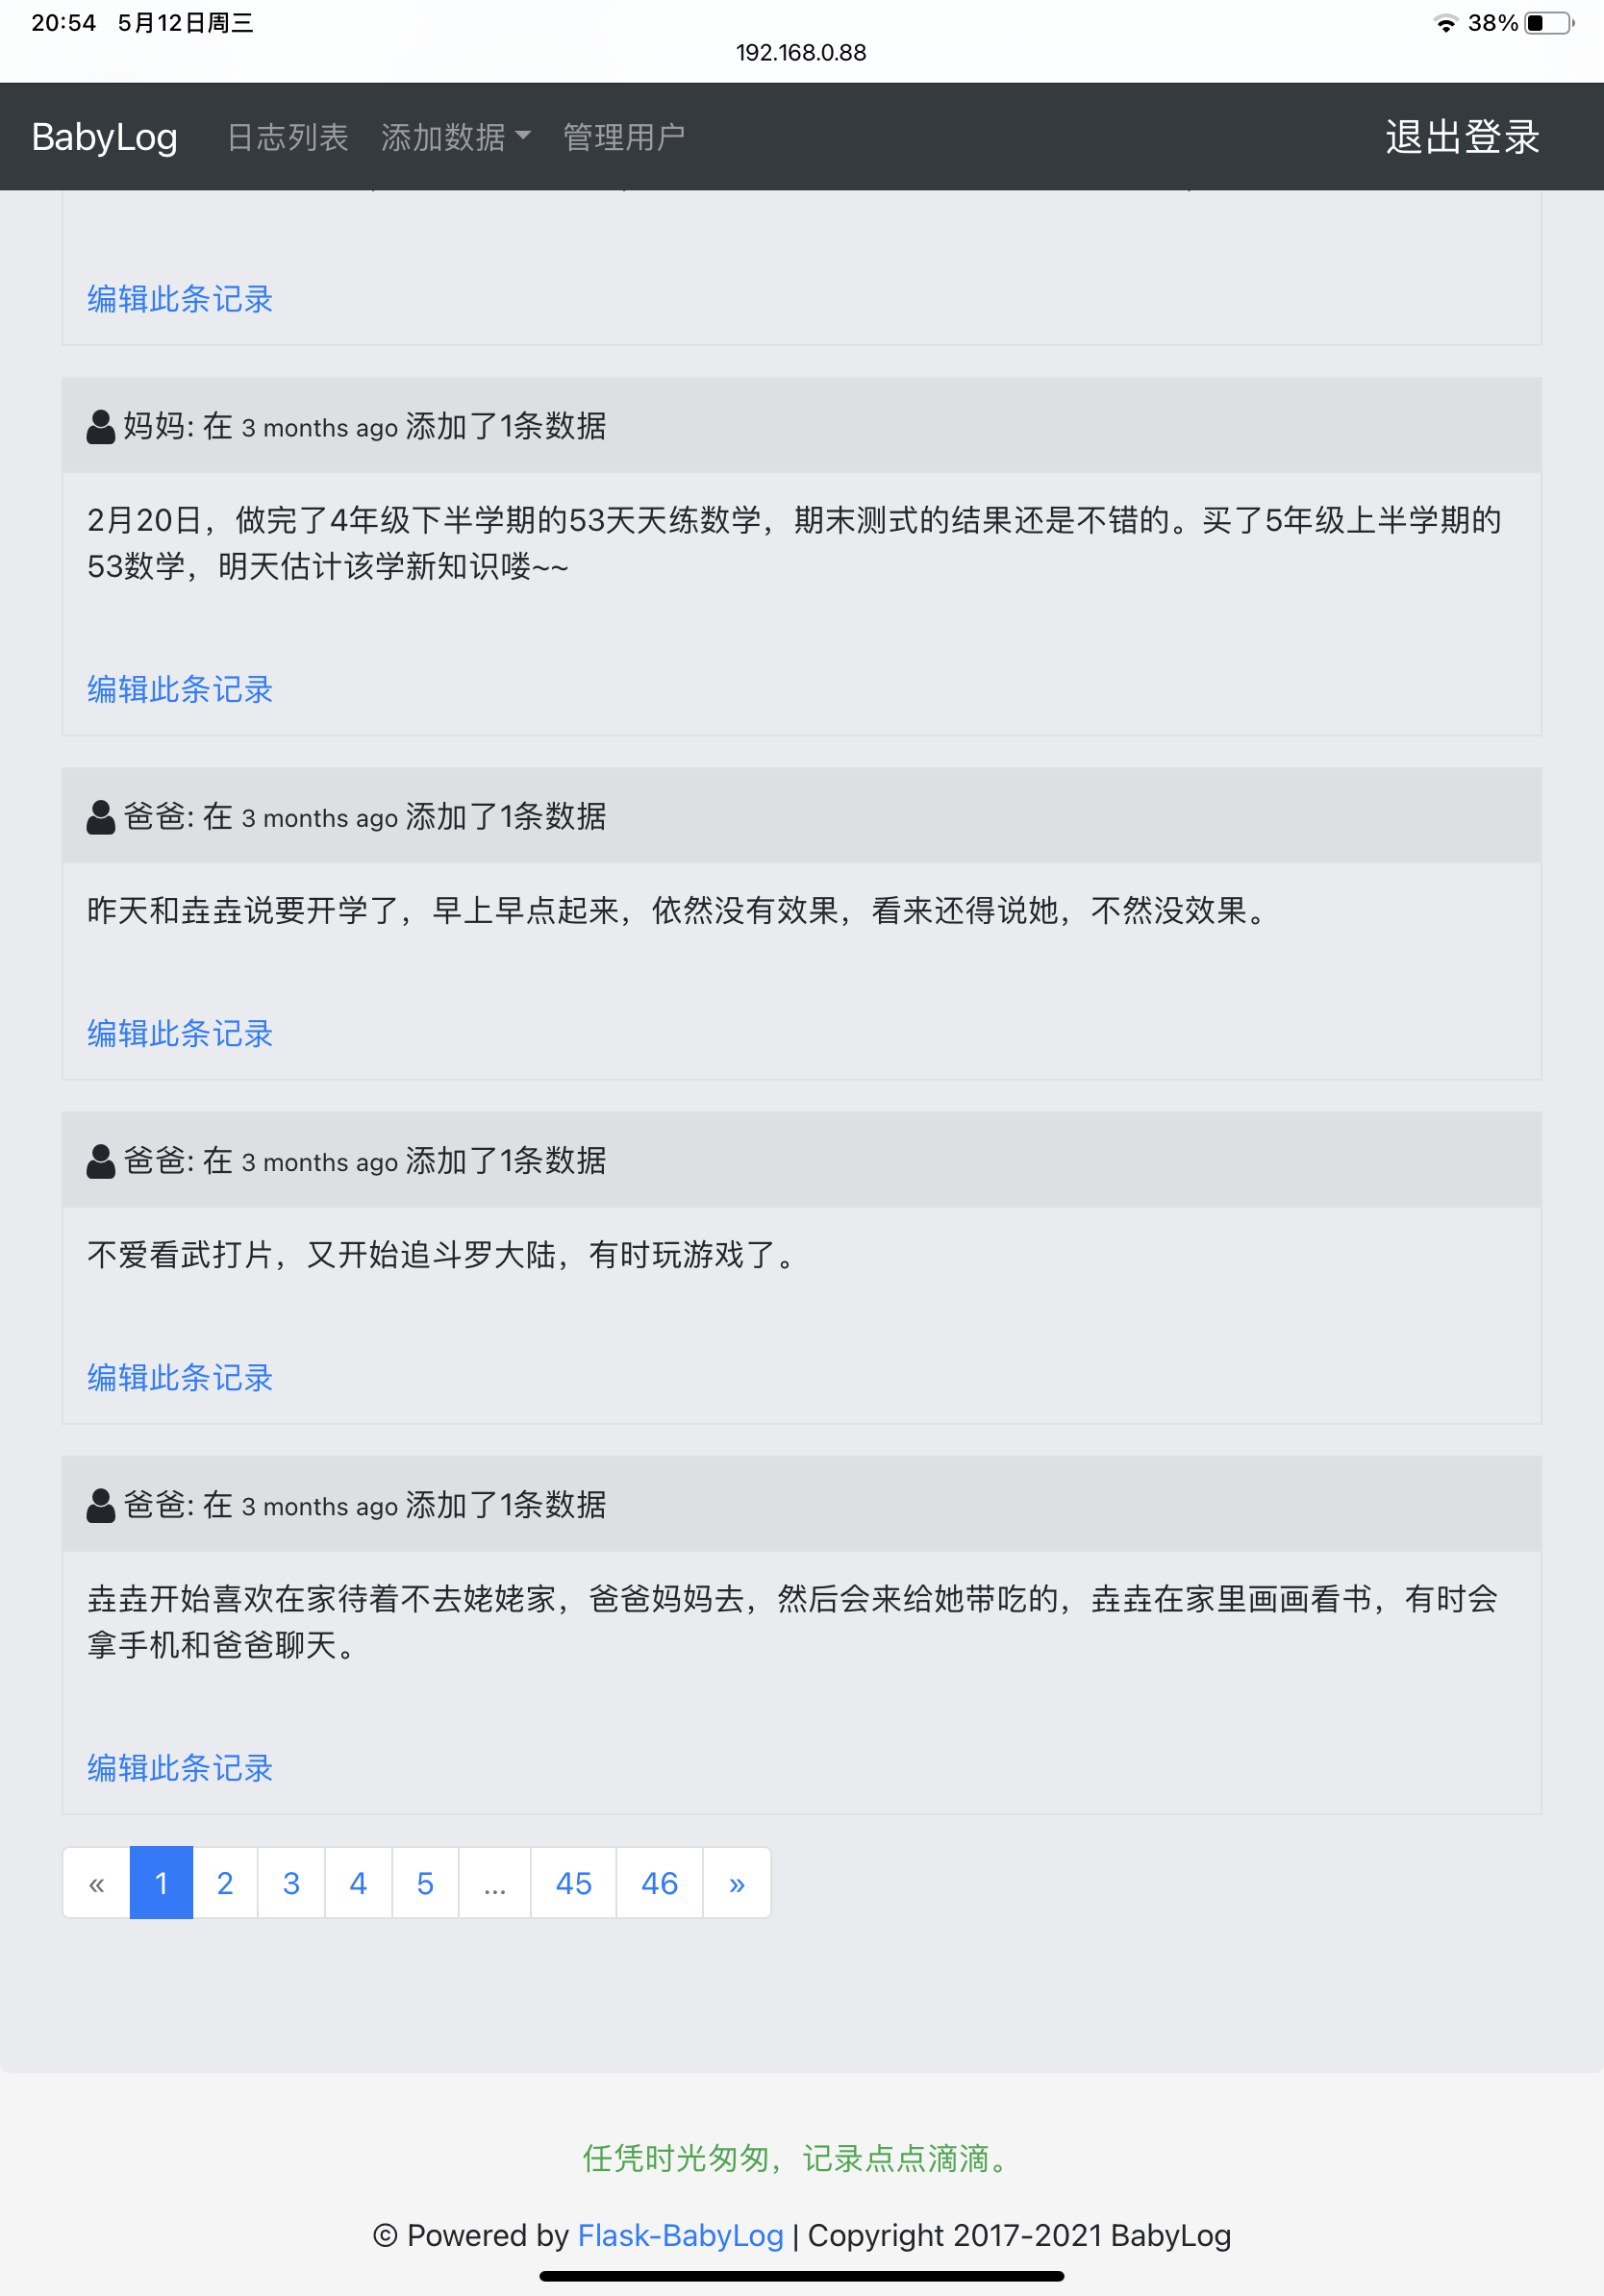 20:54 5月12日周三
38%
192.168.0.88
BabyLog 日志列表 添加数据 管理用户 退出登录
编辑此条记录
妈妈: 在 3 months ago 添加了1条数据
2月20日，做完了4年级下半学期的53天天练数学，期末测式的结果还是不错的。买了5年级上半学期的
53数学，明天估计该学新知识喽~~
编辑此条记录
爸爸: 在 3 months ago 添加了1条数据
昨天和垚垚说要开学了，早上早点起来，依然没有效果，看来还得说她，不然没效果。
编辑此条记录
爸爸: 在 3 months ago 添加了1条数据
不爱看武打片，又开始追斗罗大陆，有时玩游戏了。
编辑此条记录
爸爸: 在 3 months ago 添加了1条数据
垚垚开始喜欢在家待着不去姥姥家，爸爸妈妈去，然后会来给她带吃的，垚垚在家里画画看书，有时会
拿手机和爸爸聊天。
编辑此条记录
« 1 2 3 4 5 ... 45 46 »
任凭时光匆匆，记录点点滴滴。
© Powered by Flask-BabyLog | Copyright 2017-2021 BabyLog